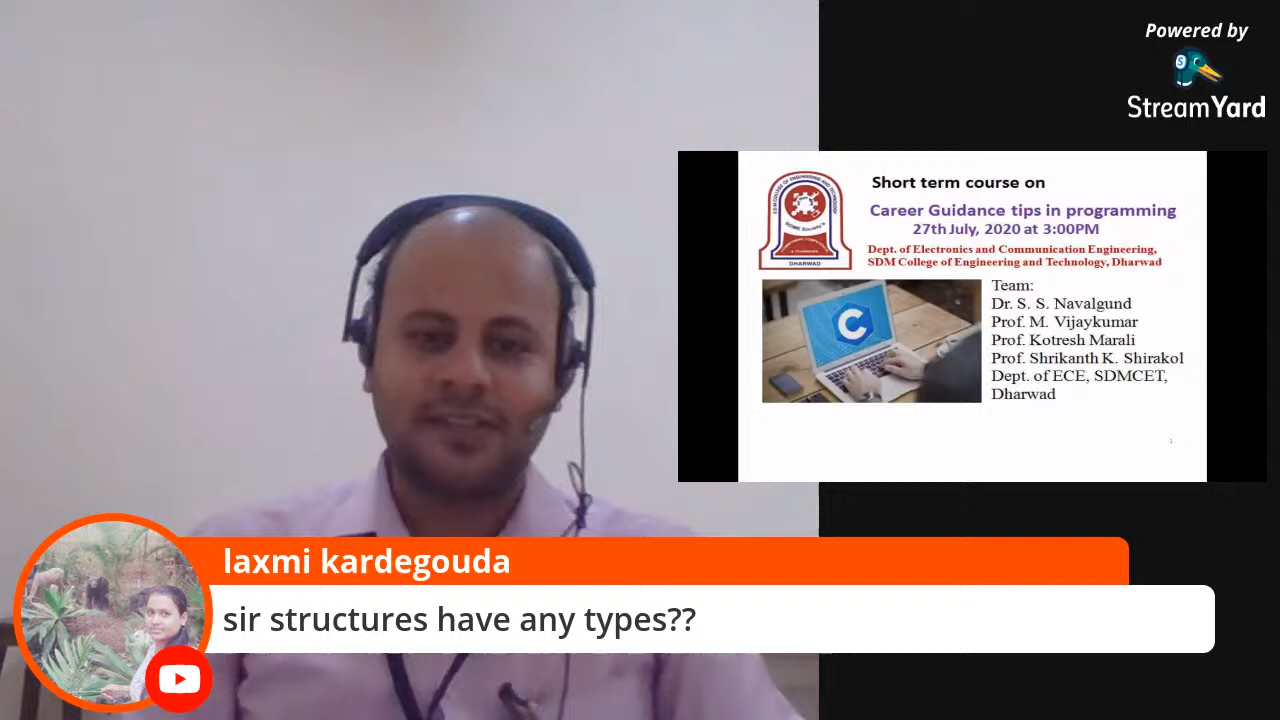 Powered by
StreamYard
Short term course on
Career Guidance tips in programming
27th July, 2020 at 3:00PM
Dept. of Electronics and Communication Engineering,
SDM College of Engineering and Technology, Dharwad
DHARWAD
Team:
Dr. S. S. Navalgund
Prof. M. Vijaykumar
Prof. Kotresh Marali
Prof. Shrikanth K. Shirakol
Dept. of ECE, SDMCET,
Dharwad
C
1
laxmi kardegouda
sir structures have any types??